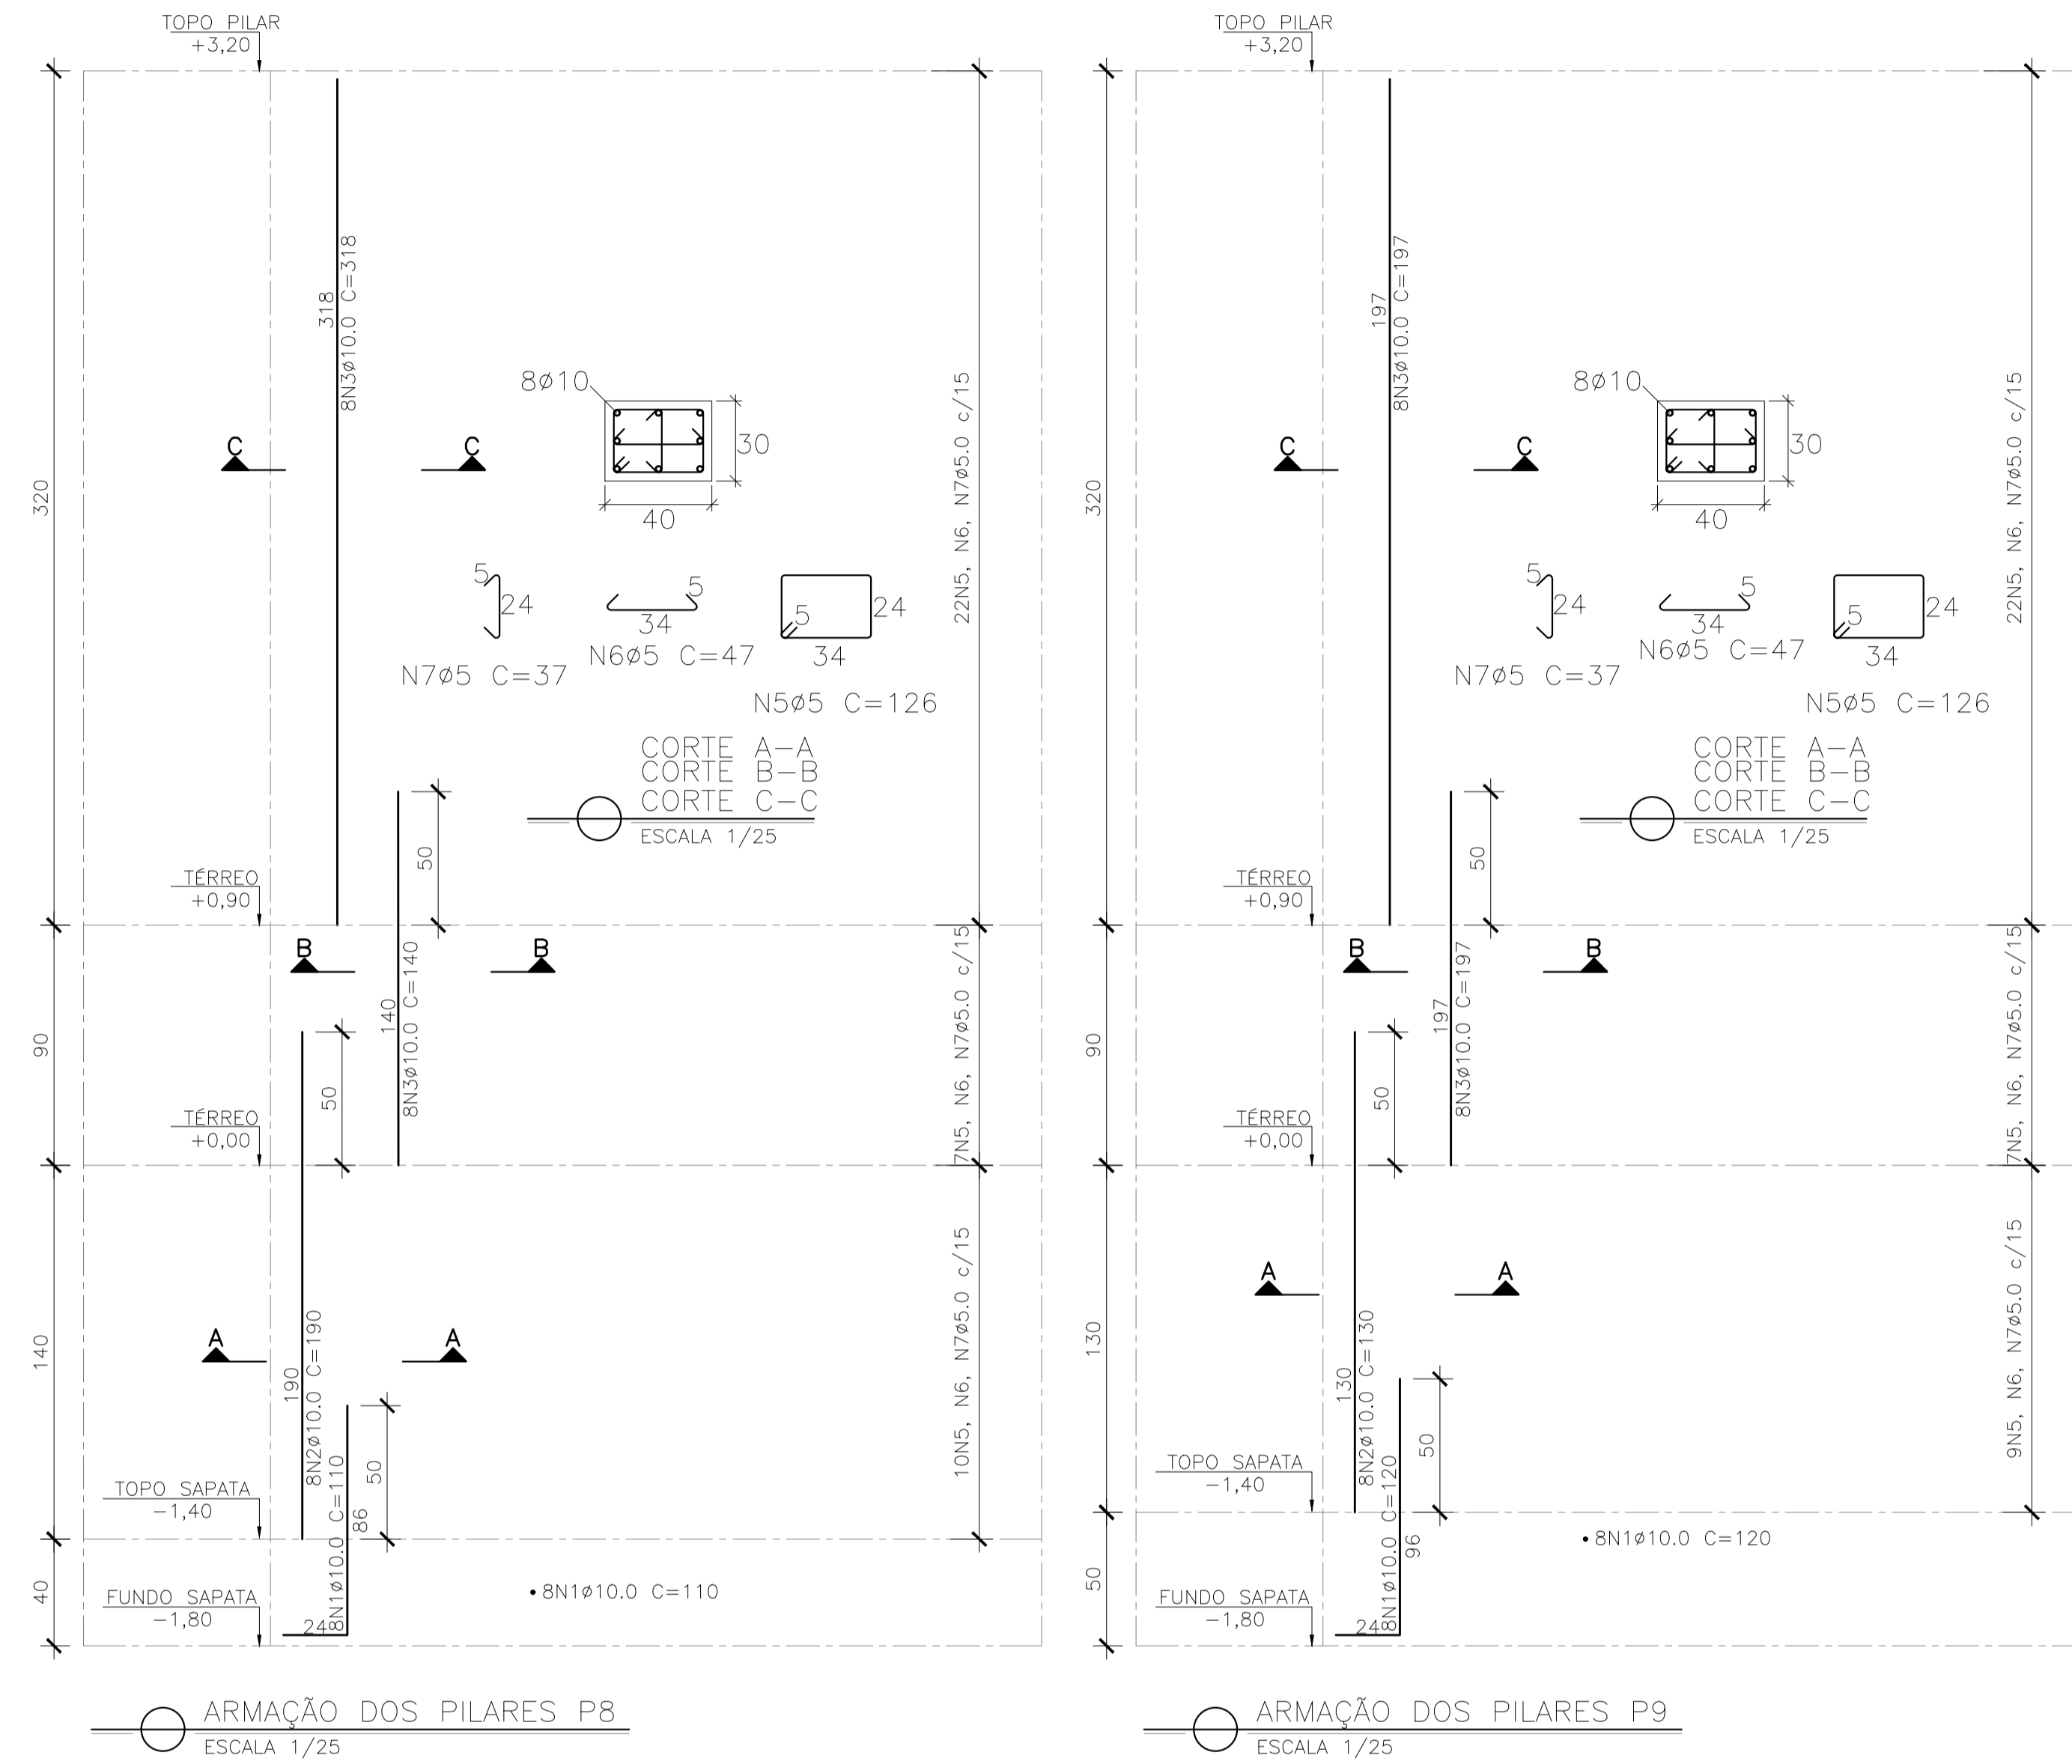 TOPO PILAR
+3,20
320
318
8N3ø10.0 C=318
C
C
8ø10
30
40
5
24
N7ø5 C=37
5
34
N6ø5 C=47
5
24
34
N5ø5 C=126
CORTE A-A
CORTE B-B
CORTE C-C
ESCALA 1/25
22N5, N6, N7ø5.0 c/15
50
TÉRREO
+0,90
B
B
90
140
8N3ø10.0 C=140
50
7N5, N6, N7ø5.0 c/15
TÉRREO
+0,00
140
A
A
190
8N2ø10.0 C=190
10N5, N6, N7ø5.0 c/15
50
86
8N1ø10.0 C=110
TOPO SAPATA
-1,40
40
FUNDO SAPATA
-1,80
24
•8N1ø10.0 C=110
ARMAÇÃO DOS PILARES P8
ESCALA 1/25
TOPO PILAR
+3,20
320
197
8N3ø10.0 C=197
C
C
8ø10
30
40
5
24
N7ø5 C=37
5
34
N6ø5 C=47
5
24
34
N5ø5 C=126
CORTE A-A
CORTE B-B
CORTE C-C
ESCALA 1/25
22N5, N6, N7ø5.0 c/15
50
TÉRREO
+0,90
B
B
90
197
8N3ø10.0 C=197
50
7N5, N6, N7ø5.0 c/15
TÉRREO
+0,00
130
A
A
130
8N2ø10.0 C=130
9N5, N6, N7ø5.0 c/15
50
96
8N1ø10.0 C=120
TOPO SAPATA
-1,40
50
•8N1ø10.0 C=120
FUNDO SAPATA
-1,80
24
ARMAÇÃO DOS PILARES P9
ESCALA 1/25